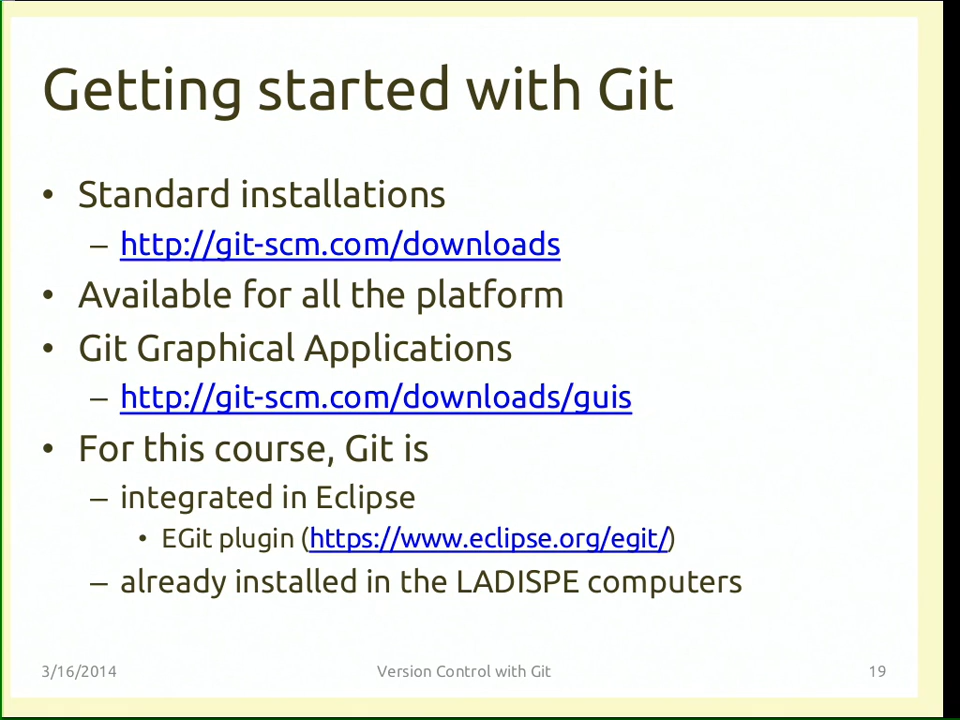 Getting started with Git
• Standard installations
– http://git-scm.com/downloads
• Available for all the platform
• Git Graphical Applications
– http://git-scm.com/downloads/guis
• For this course, Git is
– integrated in Eclipse
• EGit plugin (https://www.eclipse.org/egit/)
– already installed in the LADISPE computers
3/16/2014 Version Control with Git 19